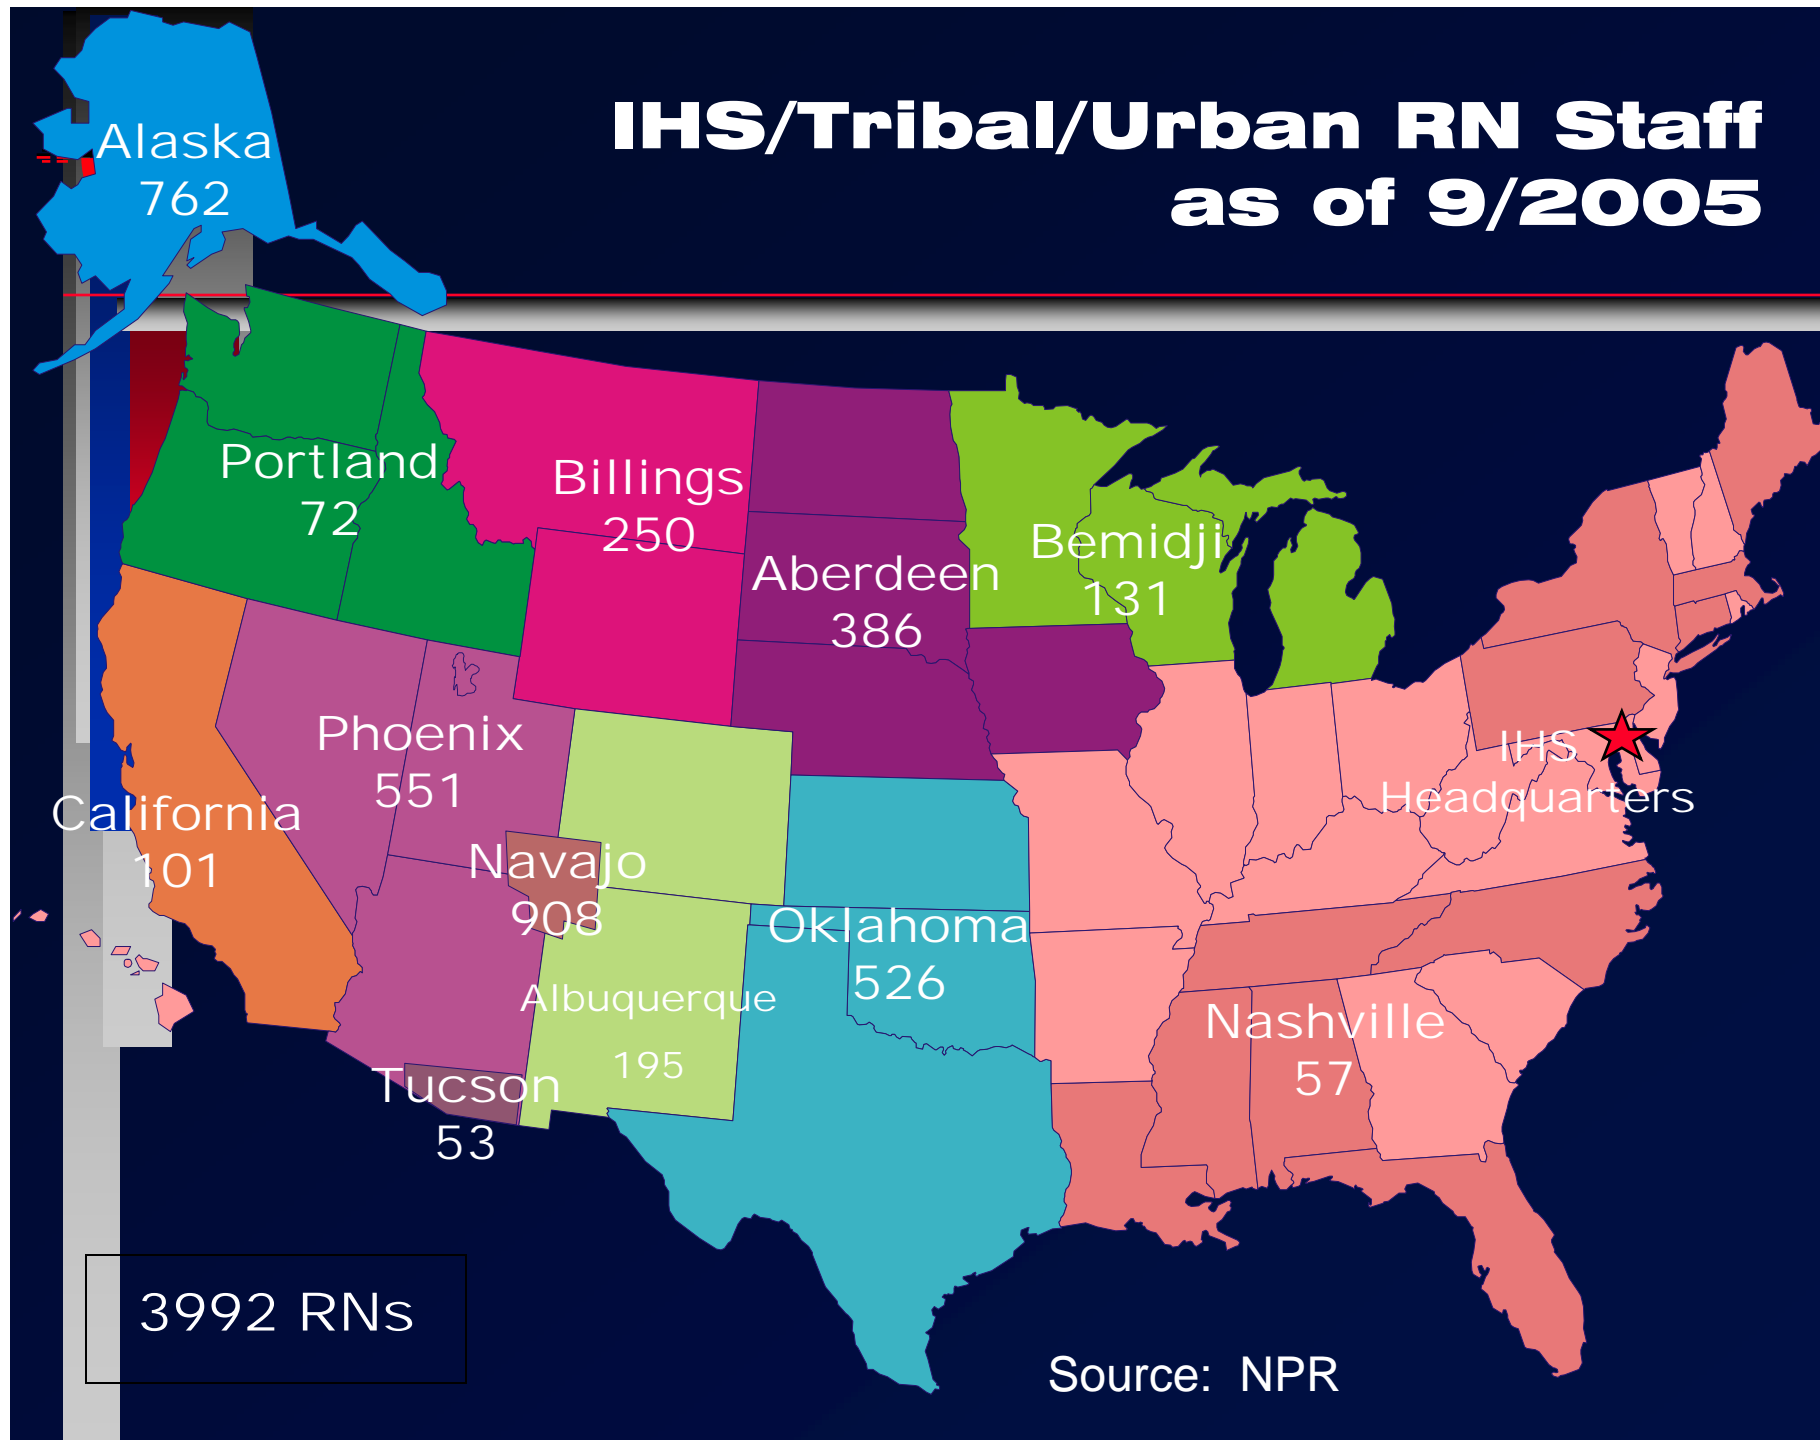 IHS/Tribal/Urban RN Staff
as of 9/2005
Alaska
762
Portland
72
Billings
250
Aberdeen
386
Bemidji
131
Phoenix
551
California
101
Navajo
908
IHS
Headquarters
Oklahoma
526
Albuquerque
195
Nashville
57
Tucson
53
3992 RNs
Source:  NPR